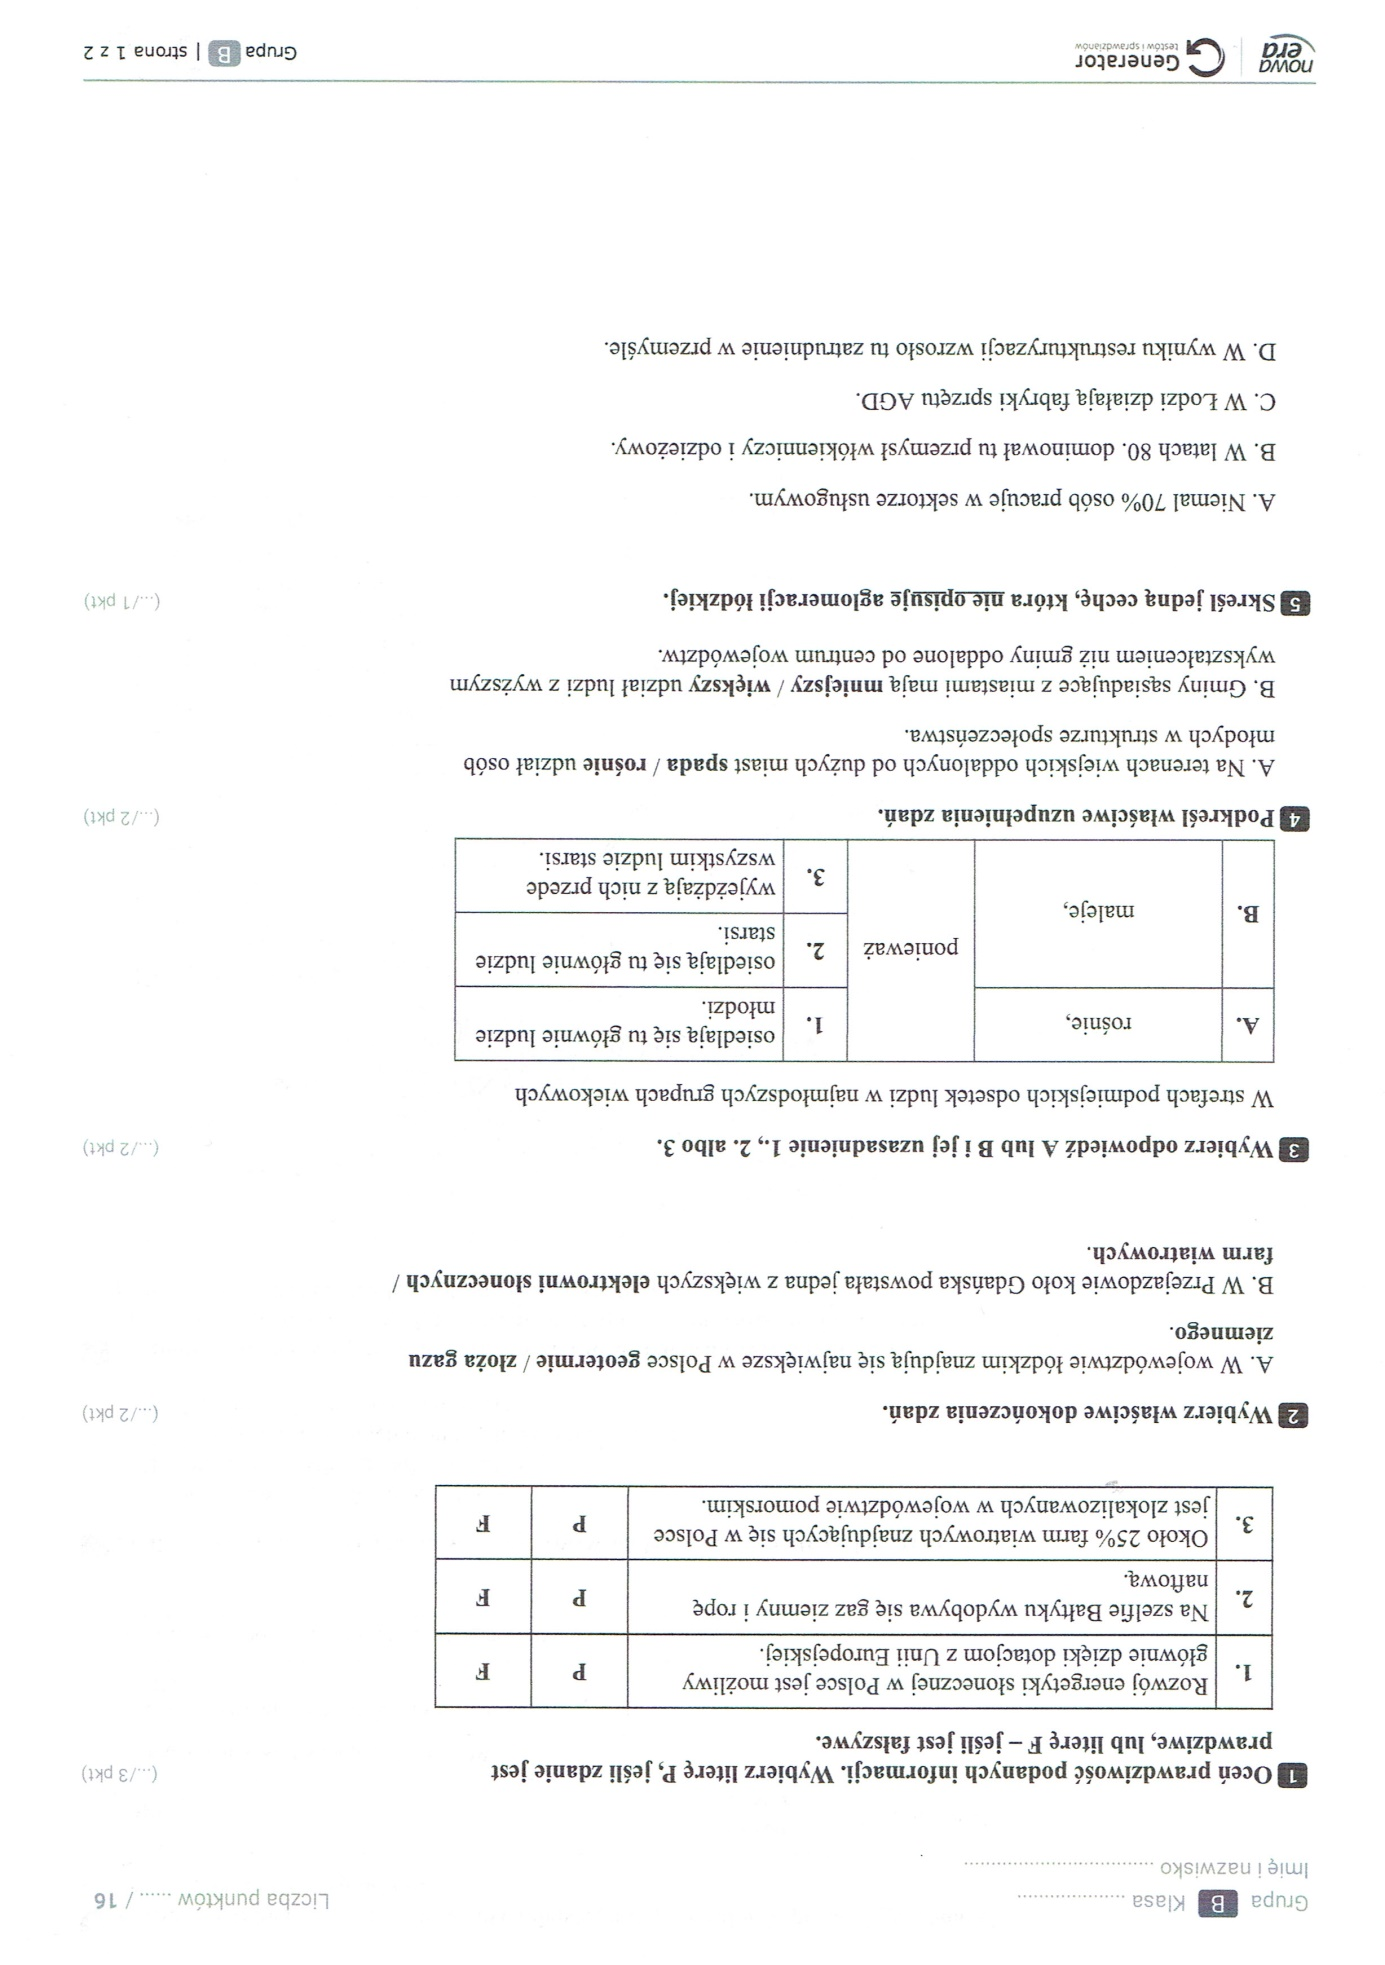 Grupa B Klasa ..................... Liczba punktów ...... / 16
Imię i nazwisko .....................................
1 Oceń prawdziwość podanych informacji. Wybierz literę P, jeśli zdanie jest (.../3 pkt)
prawdziwe, lub literę F – jeśli jest fałszywe.
1. Rozwój energetyki słonecznej w Polsce jest możliwy P F
głównie dzięki dotacjom z Unii Europejskiej.
2. Na szelfie Bałtyku wydobywa się gaz ziemny i ropę P F
naftową.
3. Około 25% farm wiatrowych znajdujących się w Polsce P F
jest zlokalizowanych w województwie pomorskim.
2 Wybierz właściwe dokończenia zdań. (.../2 pkt)
A. W województwie łódzkim znajdują się największe w Polsce geotermie / złoża gazu
ziemnego.
B. W Przejazdowie koło Gdańska powstała jedna z większych elektrowni słonecznych /
farm wiatrowych.
3 Wybierz odpowiedź A lub B i jej uzasadnienie 1., 2. albo 3. (.../2 pkt)
W strefach podmiejskich odsetek ludzi w najmłodszych grupach wiekowych
A. rośnie, ponieważ 1. osiedlają się tu głównie ludzie
młodzi.
2. osiedlają się tu głównie ludzie
starsi.
B. maleje, 3. wyjeżdżają z nich przede
wszystkim ludzie starsi.
4 Podkreśl właściwe uzupełnienia zdań. (.../2 pkt)
A. Na terenach wiejskich oddalonych od dużych miast spada / rośnie udział osób
młodych w strukturze społeczeństwa.
B. Gminy sąsiadujące z miastami mają mniejszy / większy udział ludzi z wyższym
wykształceniem niż gminy oddalone od centrum województw.
5 Skreśl jedną cechę, która nie opisuje aglomeracji łódzkiej. (.../1 pkt)
A. Niemal 70% osób pracuje w sektorze usługowym.
B. W latach 80. dominował tu przemysł włókienniczy i odzieżowy.
C. W Łodzi działają fabryki sprzętu AGD.
D. W wyniku restrukturyzacji wzrosło tu zatrudnienie w przemyśle.
nowa era Generator Grupa B | strona 1 z 2
testów i sprawdzianów